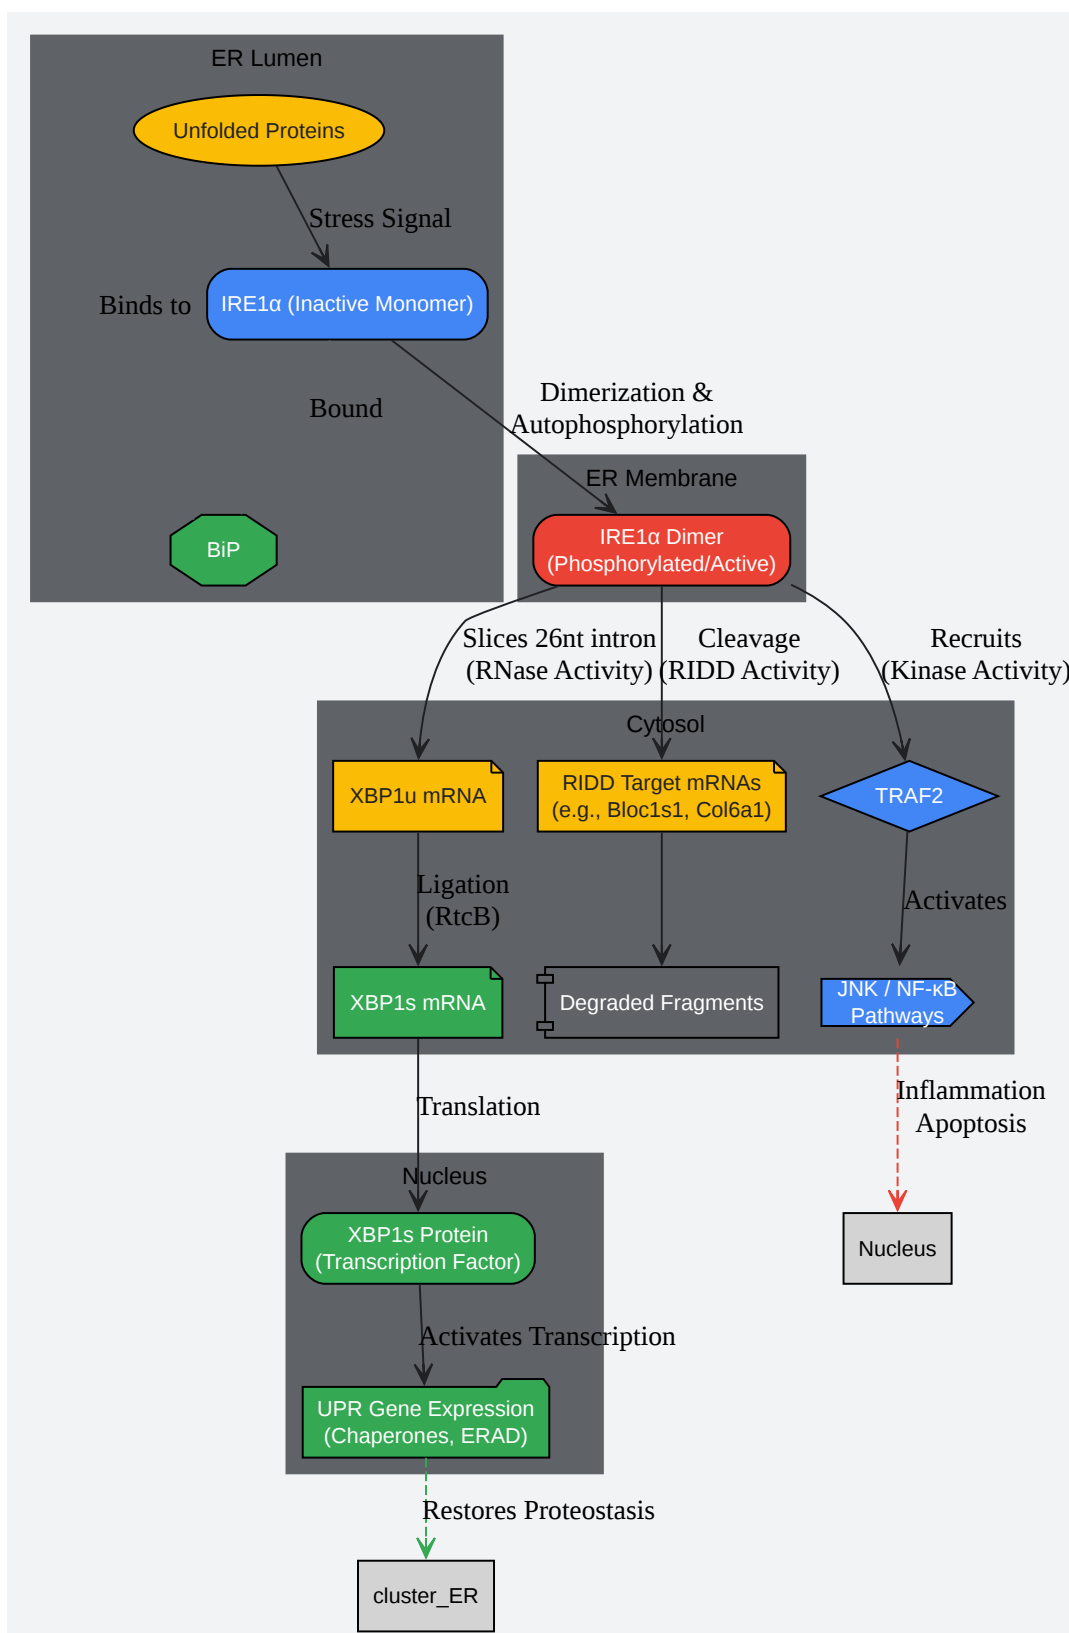 ER Lumen
Unfolded Proteins
Stress Signal
Binds to
IRE1α (Inactive Monomer)
Bound
Dimerization &
Autophosphorylation
ER Membrane
IRE1α Dimer
(Phosphorylated/Active)
BiP
Slices 26nt intron
(RNase Activity)
Cleavage
(RIDD Activity)
Recruits
(Kinase Activity)
Cytosol
XBP1u mRNA
RIDD Target mRNAs
(e.g., Bloc1s1, Col6a1)
TRAF2
Ligation
(RtcB)
Activates
XBP1s mRNA
Degraded Fragments
JNK / NF-κB
Pathways
Translation
Inflammation
Apoptosis
Nucleus
XBP1s Protein
(Transcription Factor)
Nucleus
Activates Transcription
UPR Gene Expression
(Chaperones, ERAD)
Restores Proteostasis
cluster_ER